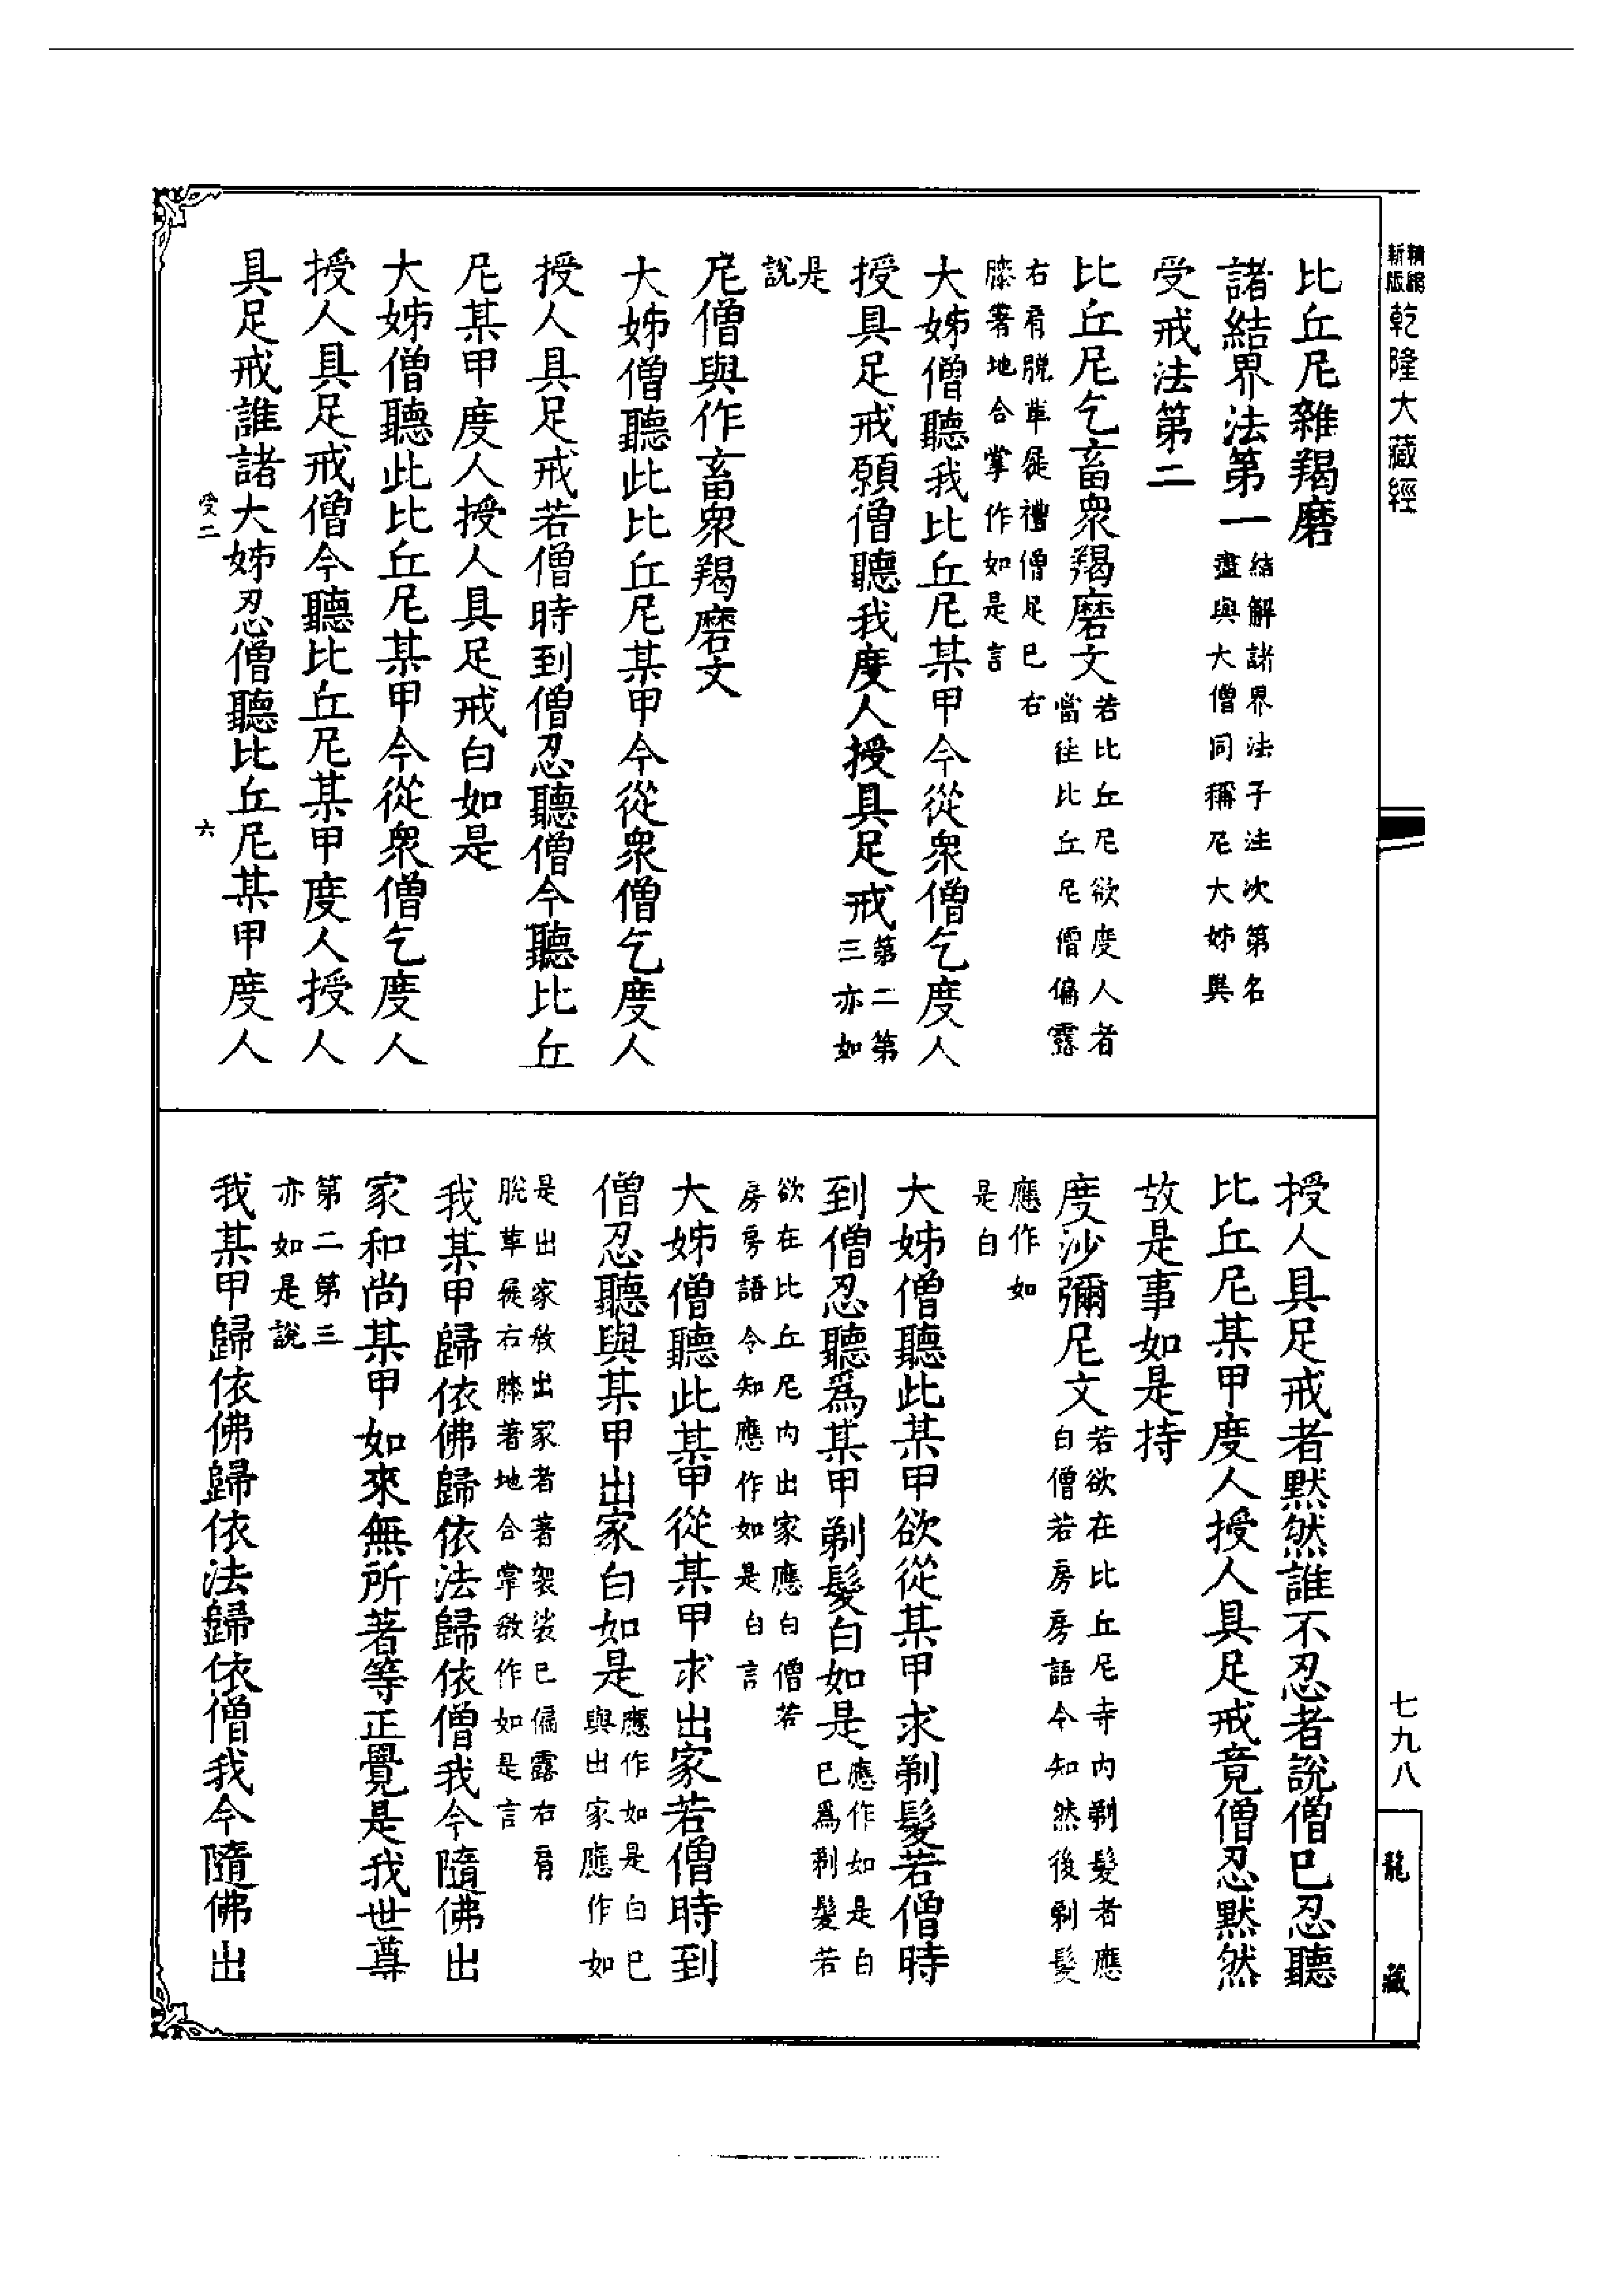 精編新版
乾隆大藏經
比丘尼雜羯磨
諸結界法第一結解諸界法子注次第名
盡與大僧同稱尼大姊異
受戒法第二
比丘尼乞畜衆羯磨文若比丘尼欲度人者
當往比丘尼僧偏露
右肩脫革屣禮僧足已右
膝著地合掌作如是言
大姊僧聽我比丘尼某甲今從衆僧乞度人
授具足戒願僧聽我度人授具足戒第二第
三亦如
是
說
尼僧與作畜衆羯磨文
大姊僧聽此比丘尼某甲今從衆僧乞度人
授人具足戒若僧時到僧忍聽僧今聽比丘
尼某甲度人授人具足戒白如是
大姊僧聽此比丘尼某甲今從衆僧乞度人
授人具足戒僧今聽比丘尼某甲度人授人
具足戒誰諸大姊忍僧聽比丘尼某甲度人
受二 六
授人具足戒者默然誰不忍者說僧已忍聽
比丘尼某甲度人授人具足戒竟僧忍默然
故是事如是持
度沙彌尼文若欲在比丘尼寺内剃髮者應
白僧若房房語令知然後剃髮
應作如
是白
大姊僧聽此某甲欲從某甲求剃髮若僧時
到僧忍聽爲某甲剃髮白如是應作如是白
已爲剃髮若
欲在比丘尼内出家應白僧若
房房語令知應作如是白言
大姊僧聽此某甲從某甲求出家若僧時到
僧忍聽與某甲出家白如是應作如是白已
與出家應作如
是出家教出家者著袈裟已偏露右肩
脫革屣右膝著地合掌教作如是言
我某甲歸依佛歸依法歸依僧我今隨佛出
家和尚某甲如來無所著等正覺是我世尊
第二第三
亦如是說
我某甲歸依佛歸依法歸依僧我今隨佛出
七九八
龍藏